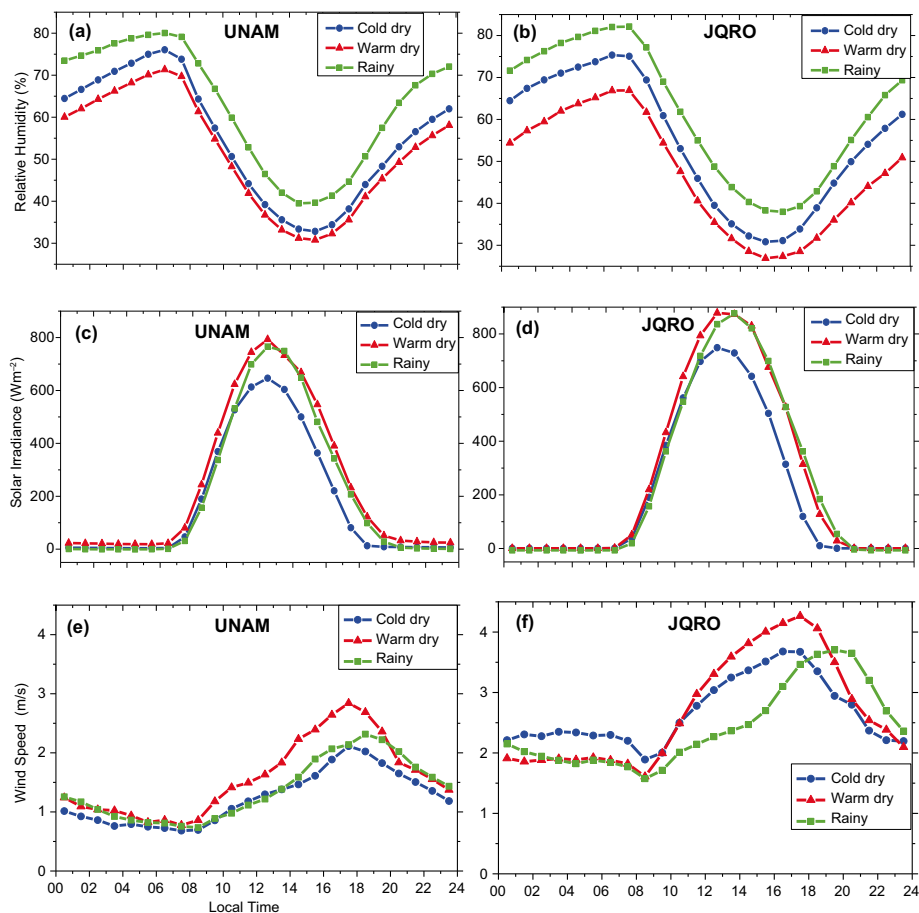 (a)
UNAM
Cold dry
Warm dry
Rainy
80
70
60
50
40
30
Relative Humidity (%)
(b)
JQRO
Cold dry
Warm dry
Rainy
80
70
60
50
40
30
(c)
UNAM
Cold dry
Warm dry
Rainy
800
600
400
200
0
Solar Irradiance (Wm⁻²)
(d)
JQRO
Cold dry
Warm dry
Rainy
800
600
400
200
0
(e)
UNAM
Cold dry
Warm dry
Rainy
4
3
2
1
0
Wind Speed (m/s)
00 02 04 06 08 10 12 14 16 18 20 22 24
Local Time
(f)
JQRO
Cold dry
Warm dry
Rainy
4
3
2
1
0
00 02 04 06 08 10 12 14 16 18 20 22 24